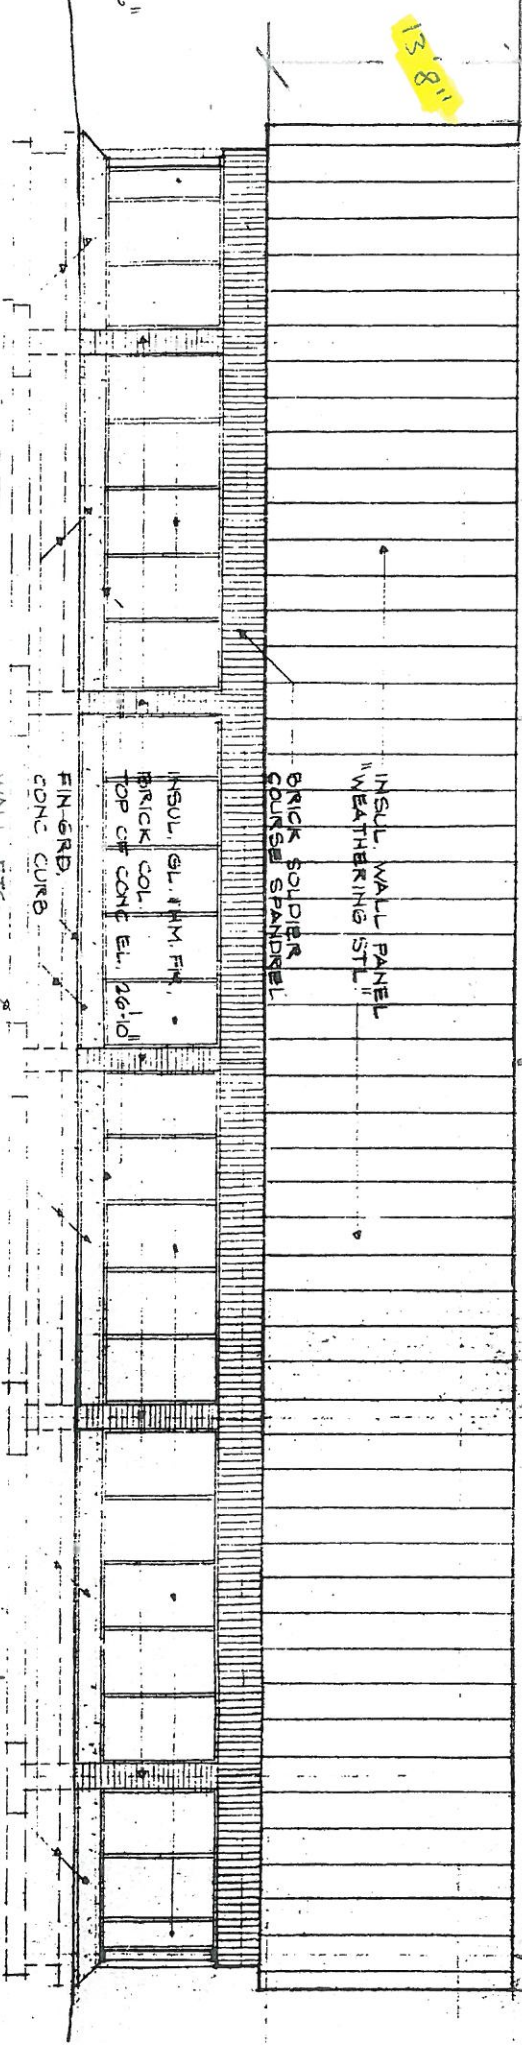 13'8"
INSUL. WALL PANEL
"WEATHERING STL"
BRICK SOLDIER
COURSE SPANDREL
INSUL. GL. & H.M. FR.
BRICK COL.
TOP OF CONC EL. 26'-10"
FIN. GRD.
CONC CURB